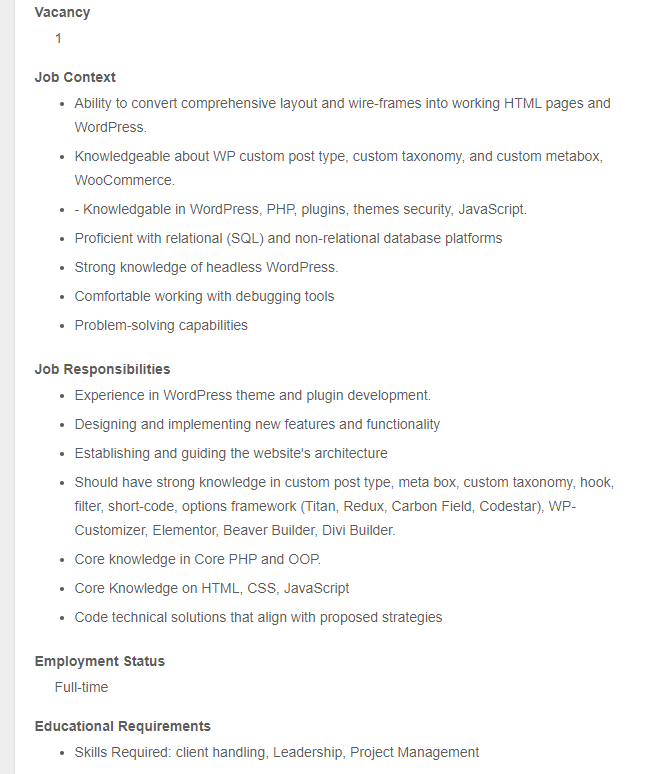 Vacancy
1
Job Context
• Ability to convert comprehensive layout and wire-frames into working HTML pages and
WordPress.
• Knowledgeable about WP custom post type, custom taxonomy, and custom metabox,
WooCommerce.
• - Knowledgable in WordPress, PHP, plugins, themes security, JavaScript.
• Proficient with relational (SQL) and non-relational database platforms
• Strong knowledge of headless WordPress.
• Comfortable working with debugging tools
• Problem-solving capabilities
Job Responsibilities
• Experience in WordPress theme and plugin development.
• Designing and implementing new features and functionality
• Establishing and guiding the website's architecture
• Should have strong knowledge in custom post type, meta box, custom taxonomy, hook,
filter, short-code, options framework (Titan, Redux, Carbon Field, Codestar), WP-
Customizer, Elementor, Beaver Builder, Divi Builder.
• Core knowledge in Core PHP and OOP.
• Core Knowledge on HTML, CSS, JavaScript
• Code technical solutions that align with proposed strategies
Employment Status
Full-time
Educational Requirements
• Skills Required: client handling, Leadership, Project Management